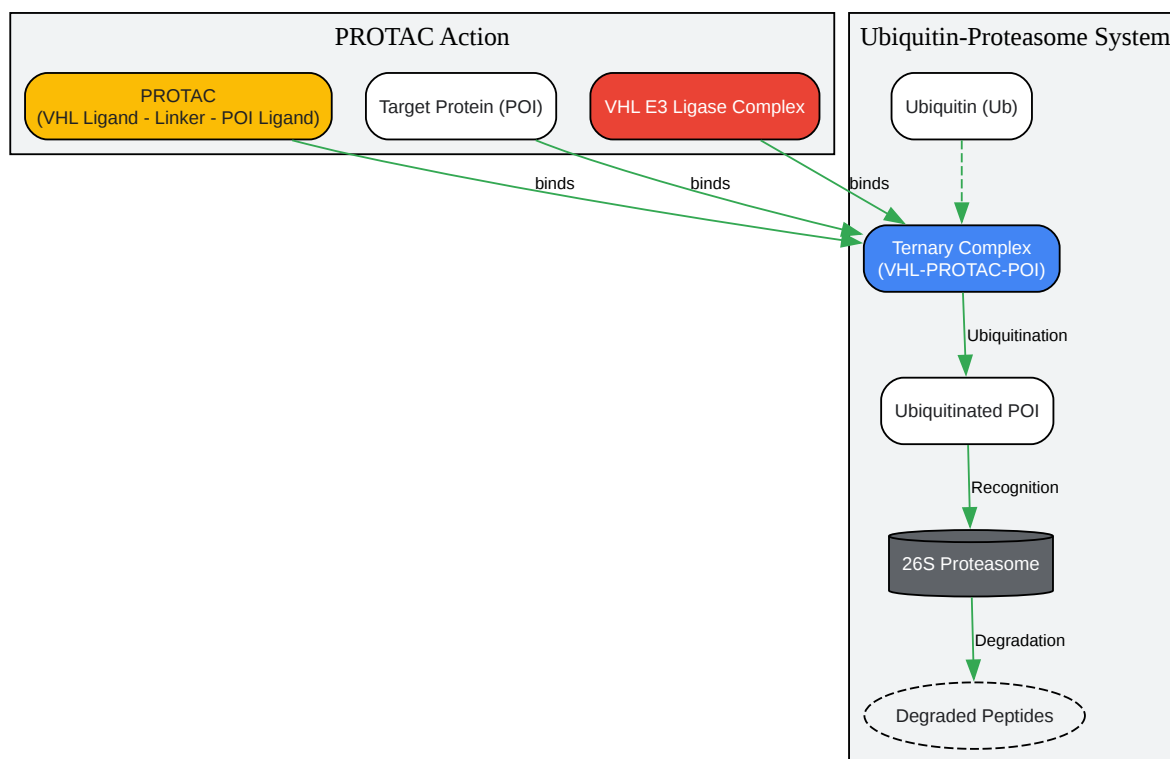 PROTAC Action
Ubiquitin-Proteasome System
PROTAC
(VHL Ligand - Linker - POI Ligand)
Target Protein (POI)
VHL E3 Ligase Complex
Ubiquitin (Ub)
binds
binds
binds
Ternary Complex
(VHL-PROTAC-POI)
Ubiquitination
Ubiquitinated POI
Recognition
26S Proteasome
Degradation
Degraded Peptides